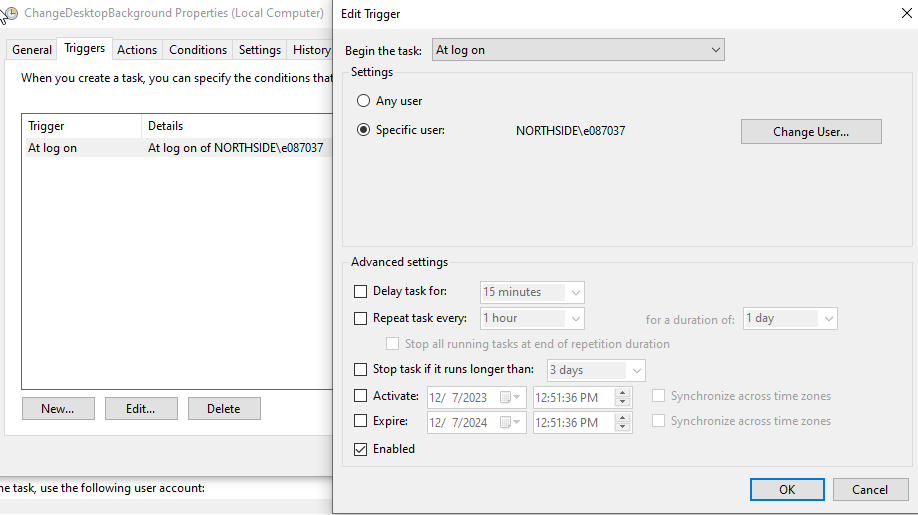 ChangeDesktopBackground Properties (Local Computer)
General Triggers Actions Conditions Settings History
When you create a task, you can specify the conditions that
Trigger Details
At log on At log on of NORTHSIDE\e087037
New... Edit... Delete
he task, use the following user account:
Edit Trigger
Begin the task: At log on
Settings
Any user
Specific user: NORTHSIDE\e087037 Change User...
Advanced settings
Delay task for: 15 minutes
Repeat task every: 1 hour for a duration of: 1 day
Stop all running tasks at end of repetition duration
Stop task if it runs longer than: 3 days
Activate: 12/ 7/2023 12:51:36 PM Synchronize across time zones
Expire: 12/ 7/2024 12:51:36 PM Synchronize across time zones
Enabled
OK Cancel